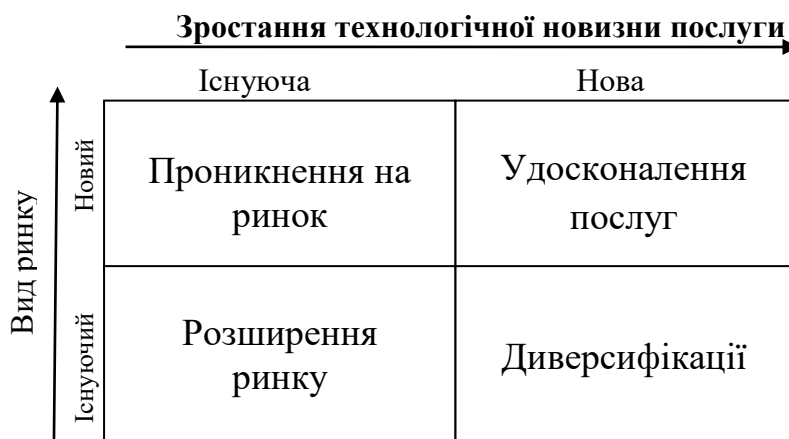 Зростання технологічної новизни послуги
Існуюча
Нова
Вид ринку
Новий
Проникнення на
ринок
Удосконалення
послуг
Існуючий
Розширення
ринку
Диверсифікації